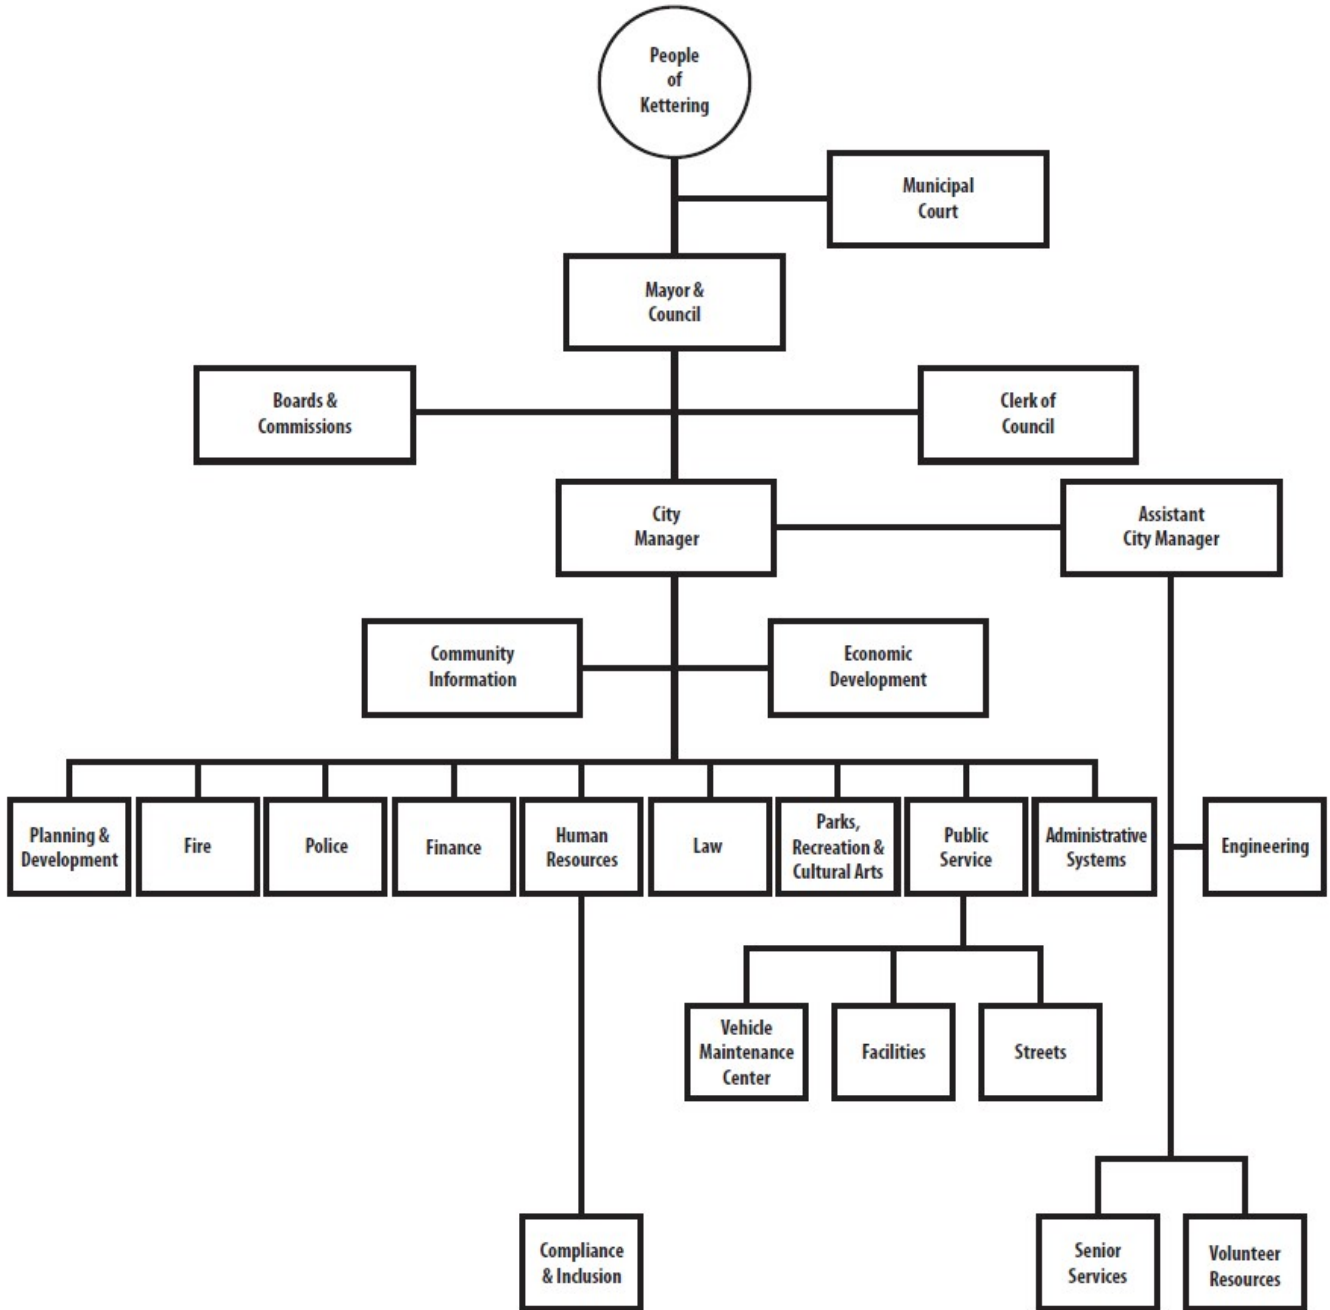 People
of
Kettering
Municipal
Court
Mayor &
Council
Boards &
Commissions
Clerk of
Council
City
Manager
Assistant
City Manager
Community
Information
Economic
Development
Planning &
Development
Fire
Police
Finance
Human
Resources
Law
Parks,
Recreation &
Cultural Arts
Public
Service
Administrative
Systems
Engineering
Vehicle
Maintenance
Center
Facilities
Streets
Compliance
& Inclusion
Senior
Services
Volunteer
Resources